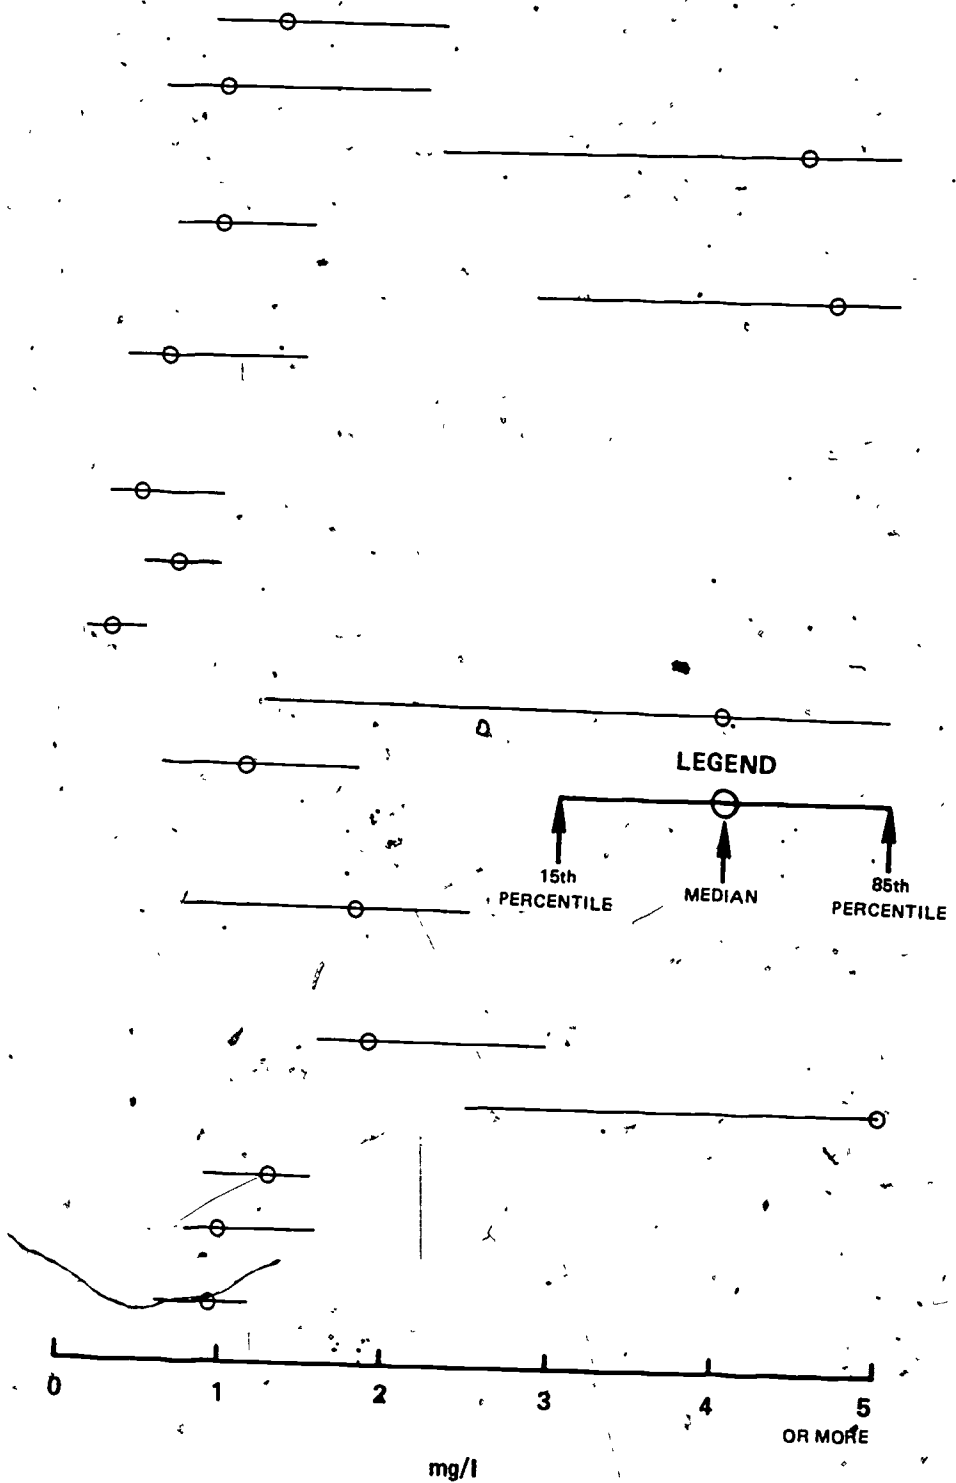 LEGEND
15th
PERCENTILE
MEDIAN
85th
PERCENTILE
0 1 2 3 4 5
OR MORE
mg/l